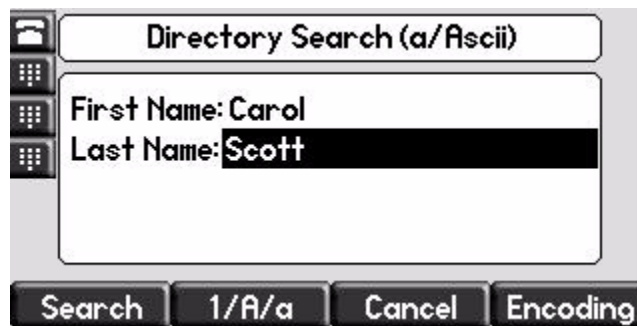 Directory Search (a/Ascii)
First Name: Carol
Last Name: Scott
Search 1/A/a Cancel Encoding